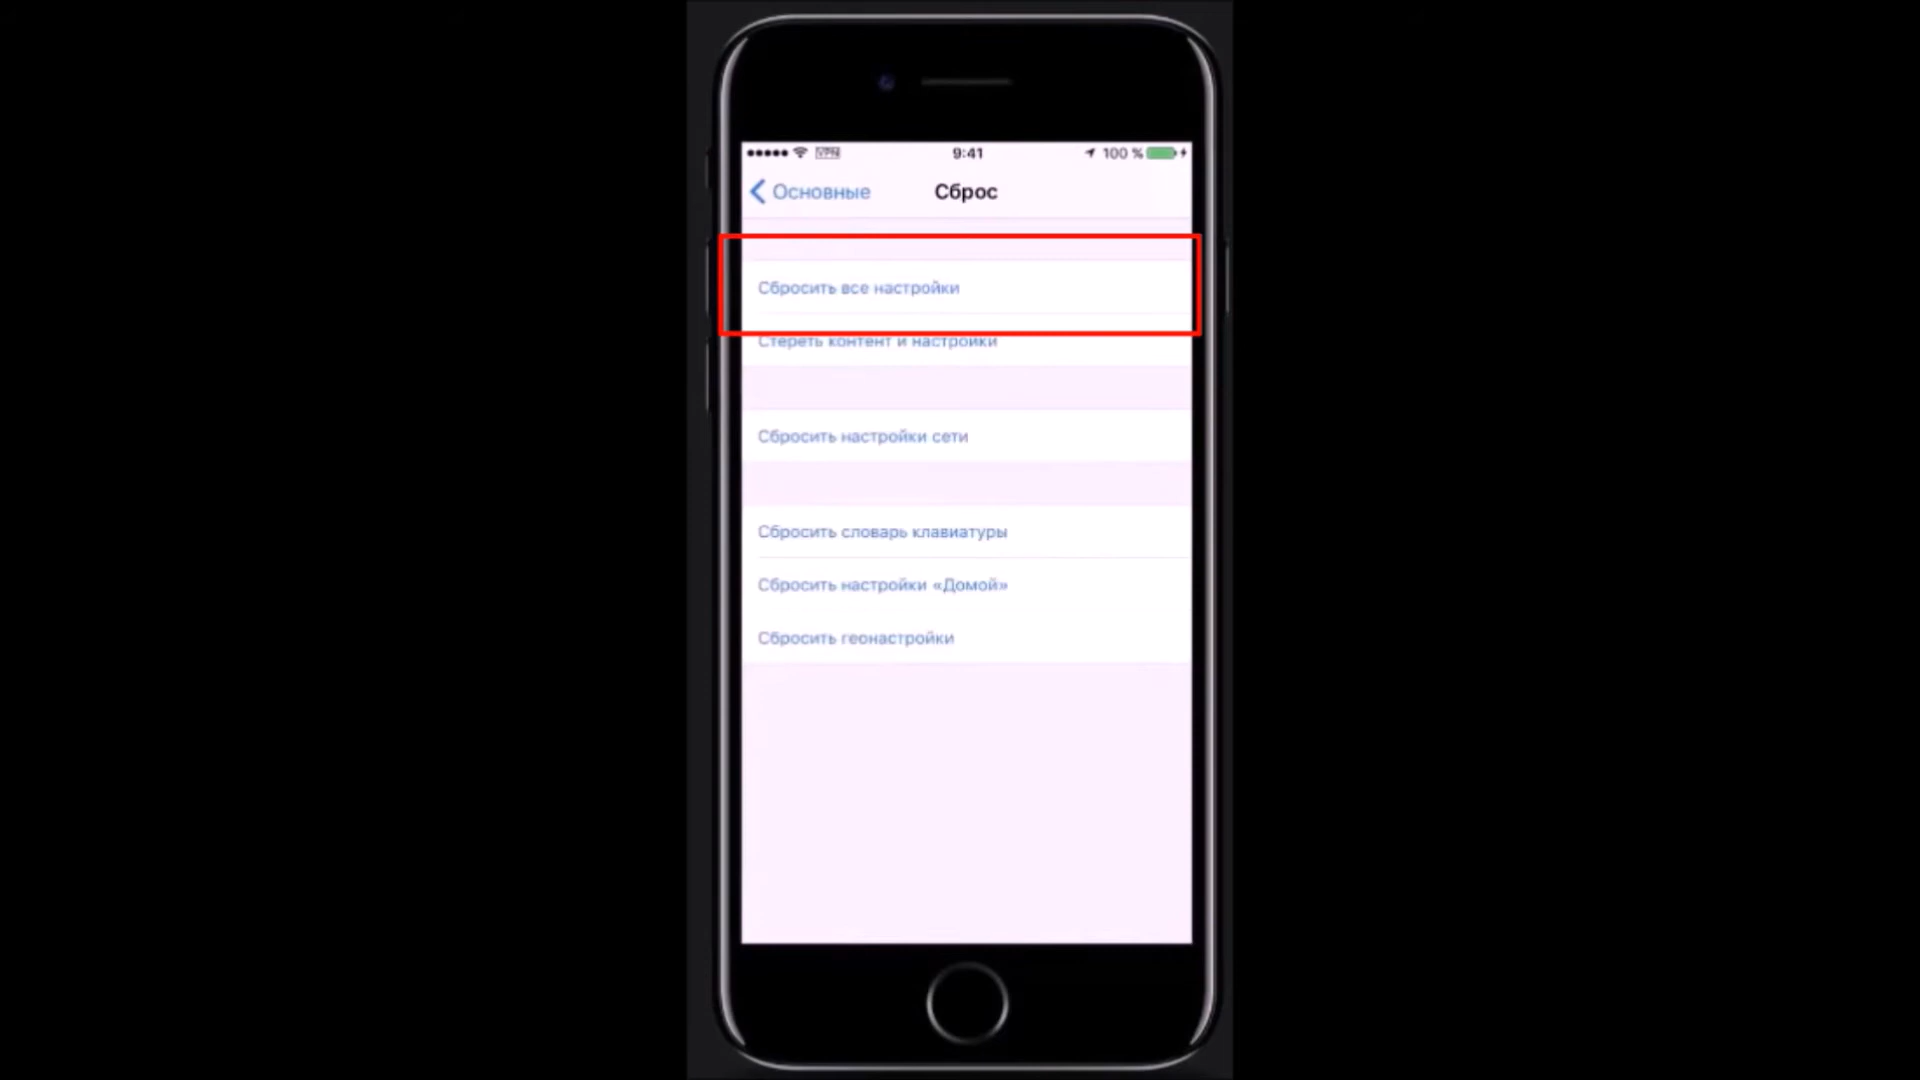 VPN 9:41 100 %
Основные Сброс
Сбросить все настройки
Стереть контент и настройки
Сбросить настройки сети
Сбросить словарь клавиатуры
Сбросить настройки «Домой»
Сбросить геонастройки